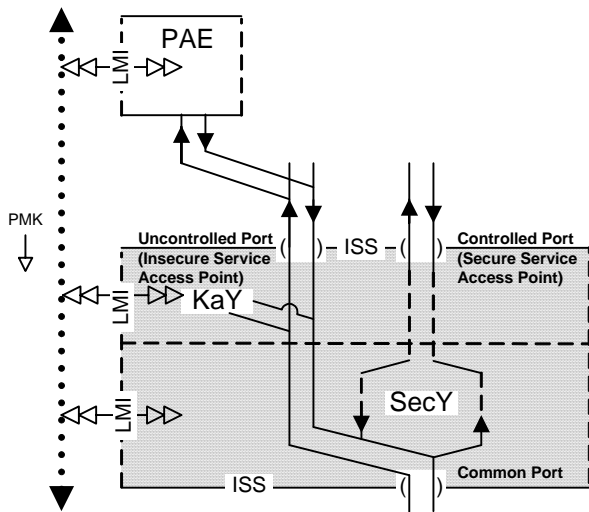 PAE
LMI
PMK
Uncontrolled Port
(Insecure Service
Access Point)
( )
ISS
( )
Controlled Port
(Secure Service
Access Point)
LMI
KaY
LMI
SecY
Common Port
ISS
( )